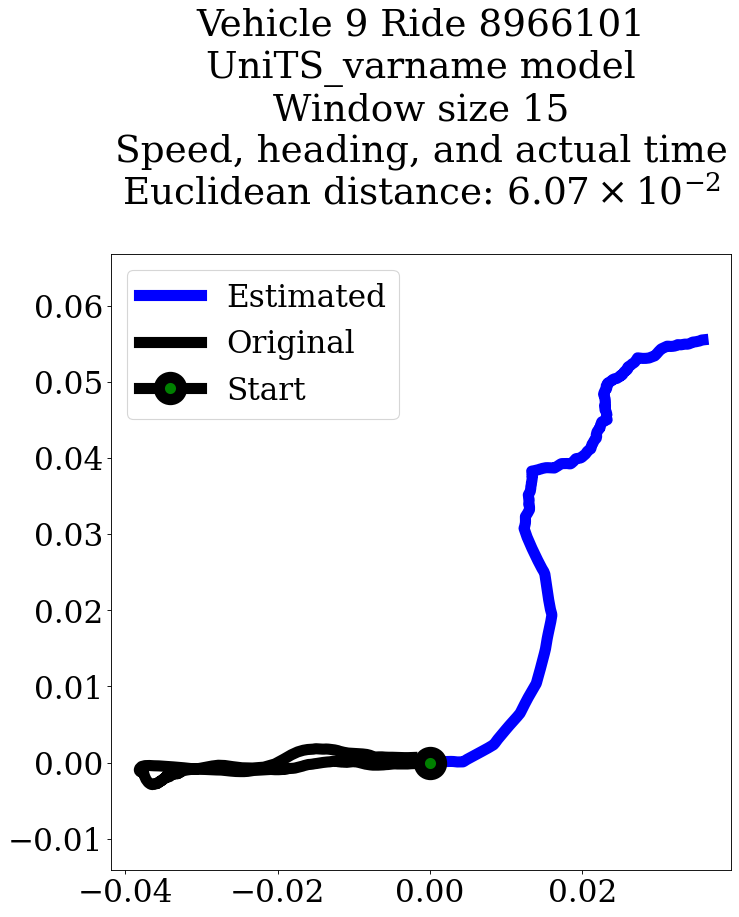 Vehicle 9 Ride 8966101
UniTS_varname model
Window size 15
Speed, heading, and actual time
Euclidean distance: 6.07 × 10⁻²
Estimated
Original
Start
0.06
0.05
0.04
0.03
0.02
0.01
0.00
−0.01
−0.04
−0.02
0.00
0.02